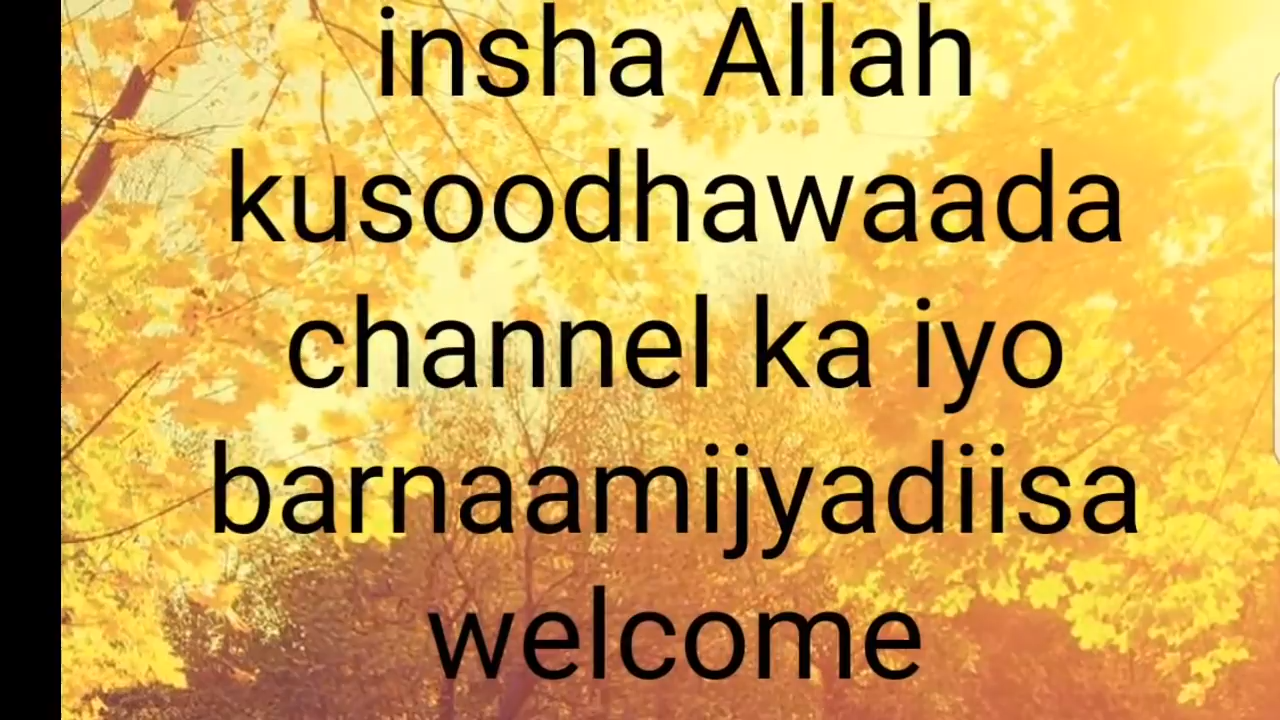 insha Allah
kusoodhawaada
channel ka iyo
barnaamijyadiisa
welcome